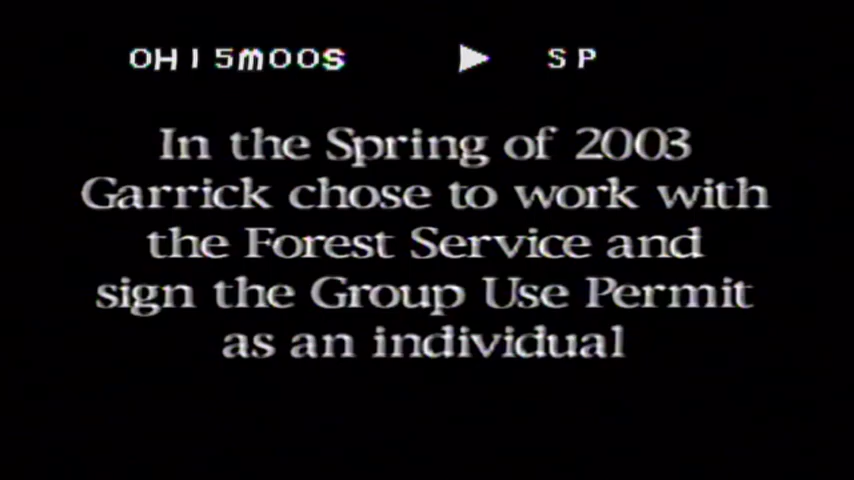 0H15M00S ▶ SP
In the Spring of 2003
Garrick chose to work with
the Forest Service and
sign the Group Use Permit
as an individual